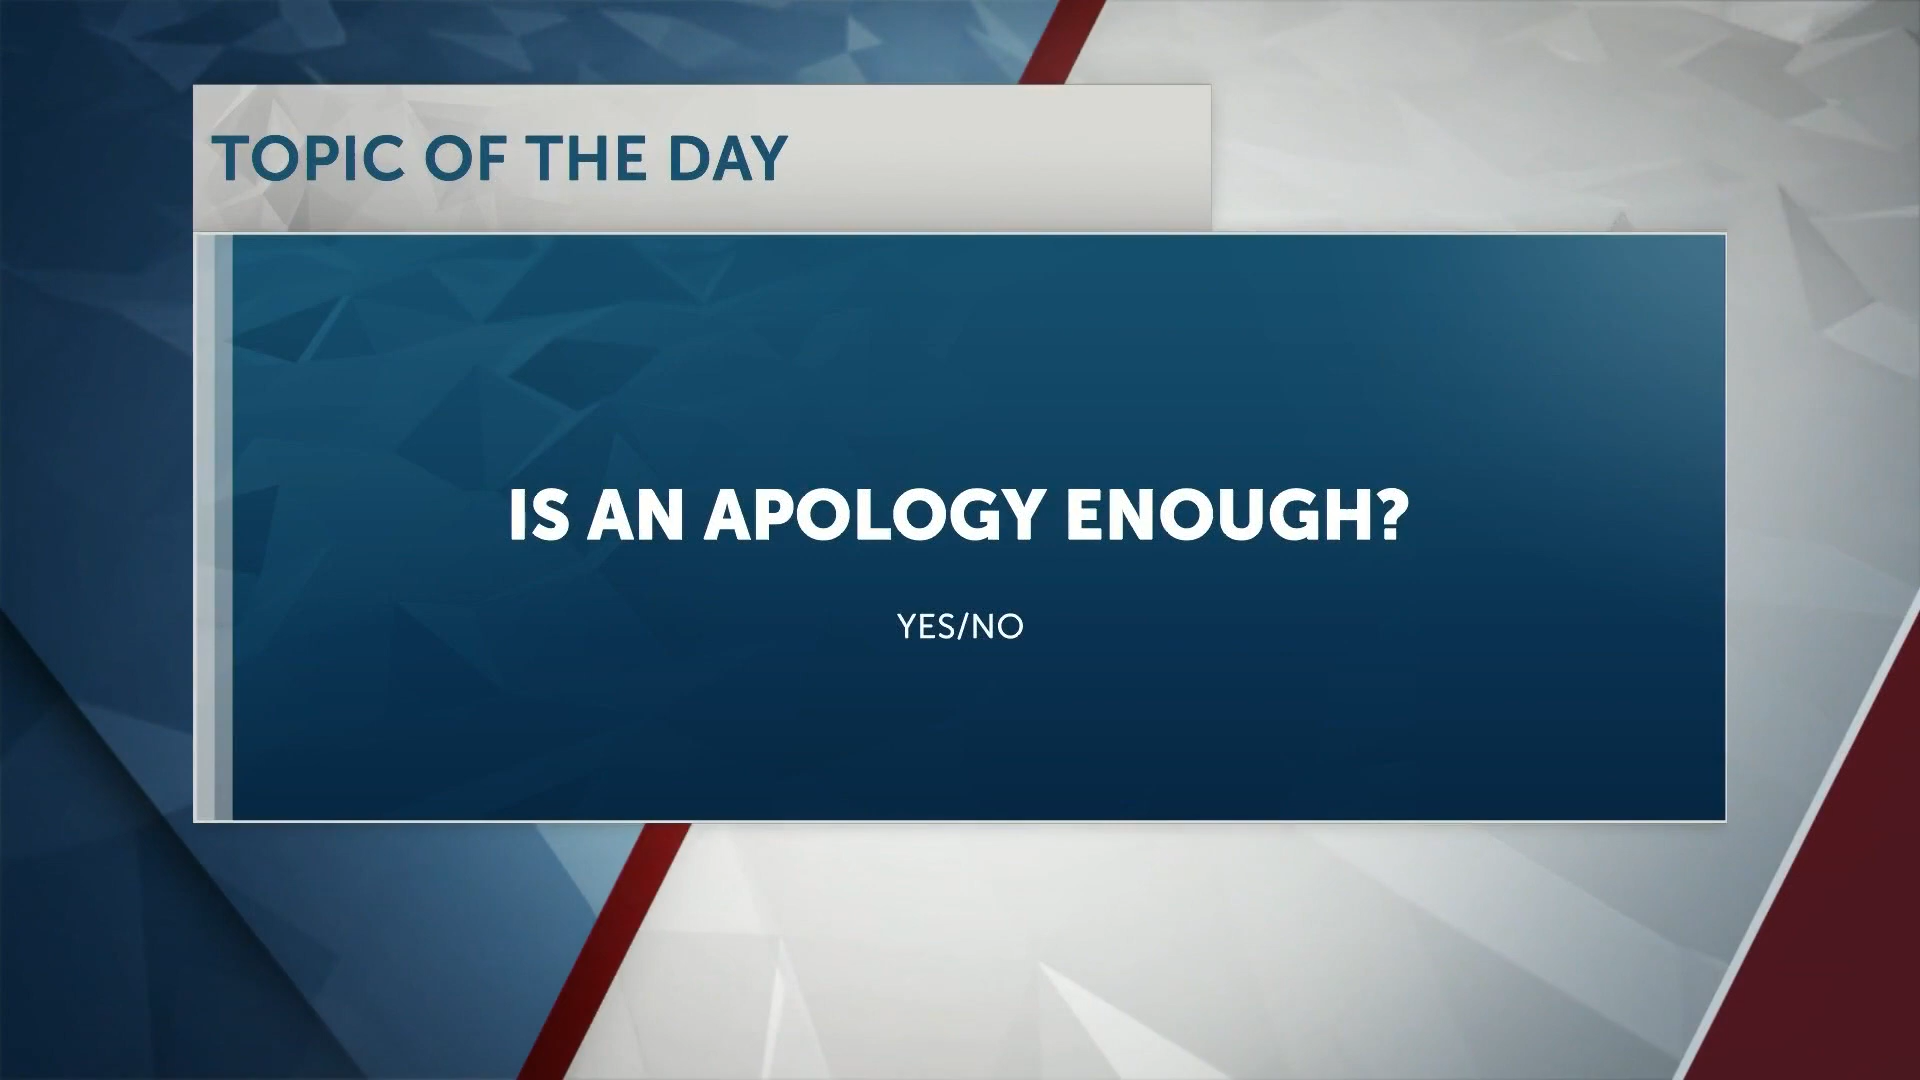 TOPIC OF THE DAY
IS AN APOLOGY ENOUGH?
YES/NO